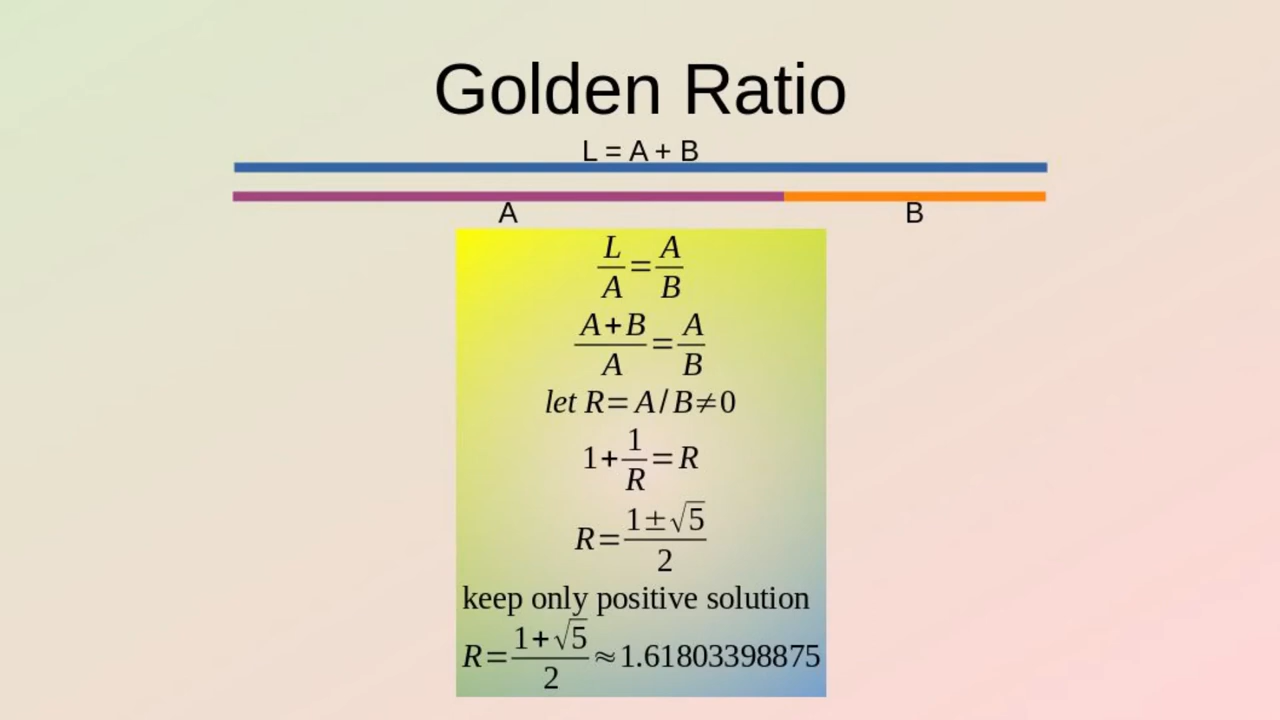 Golden Ratio
L = A + B
A B
L/A = A/B
(A+B)/A = A/B
let R = A / B ≠ 0
1 + 1/R = R
R = (1 ± √5)/2
keep only positive solution
R = (1 + √5)/2 ≈ 1.61803398875